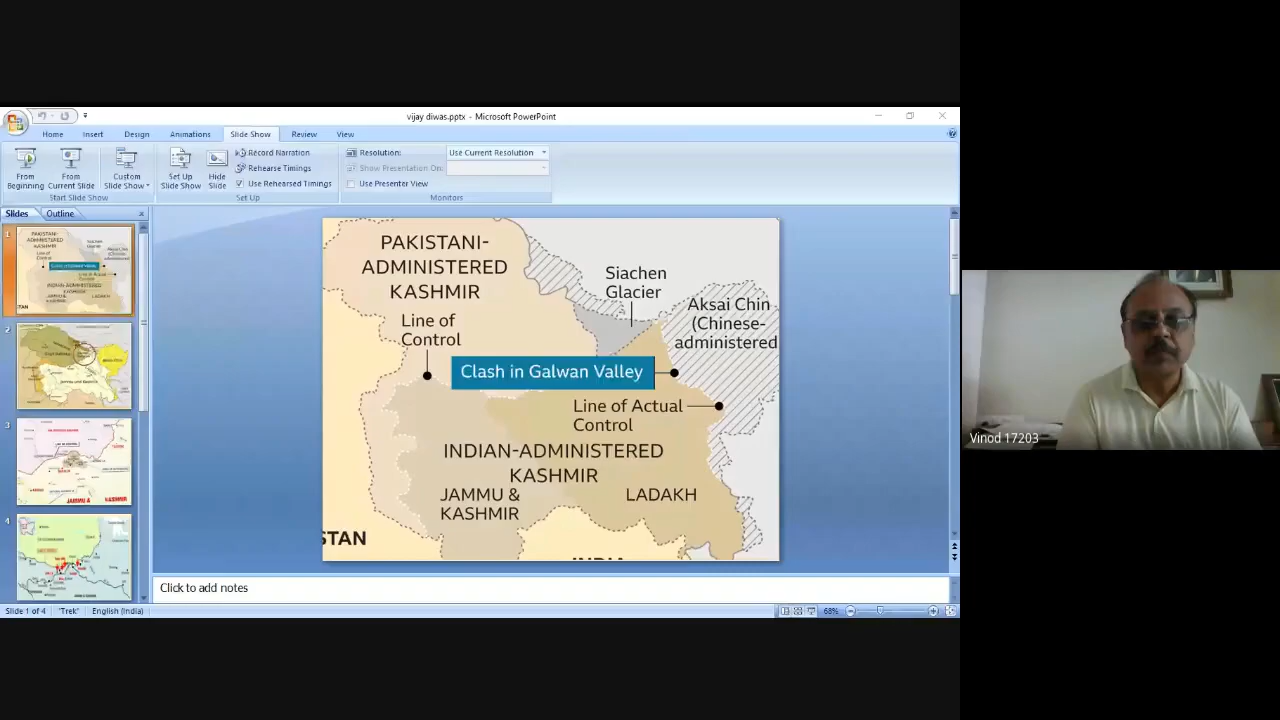 vijay diwas.pptx - Microsoft PowerPoint
Home Insert Design Animations Slide Show Review View
From Beginning
From Current Slide
Custom Slide Show
Start Slide Show
Set Up Slide Show
Hide Slide
Record Narration
Rehearse Timings
Use Rehearsed Timings
Set Up
Resolution: Use Current Resolution
Show Presentation On:
Use Presenter View
Monitors
Slides Outline
1
2
3
4
PAKISTANI-
ADMINISTERED
KASHMIR
Siachen
Glacier
Aksai Chin
(Chinese-
administered
Line of
Control
Clash in Galwan Valley
Line of Actual
Control
INDIAN-ADMINISTERED
KASHMIR
JAMMU &
KASHMIR
LADAKH
STAN
Click to add notes
Slide 1 of 4 "Trek" English (India) 68%
Vinod 17203